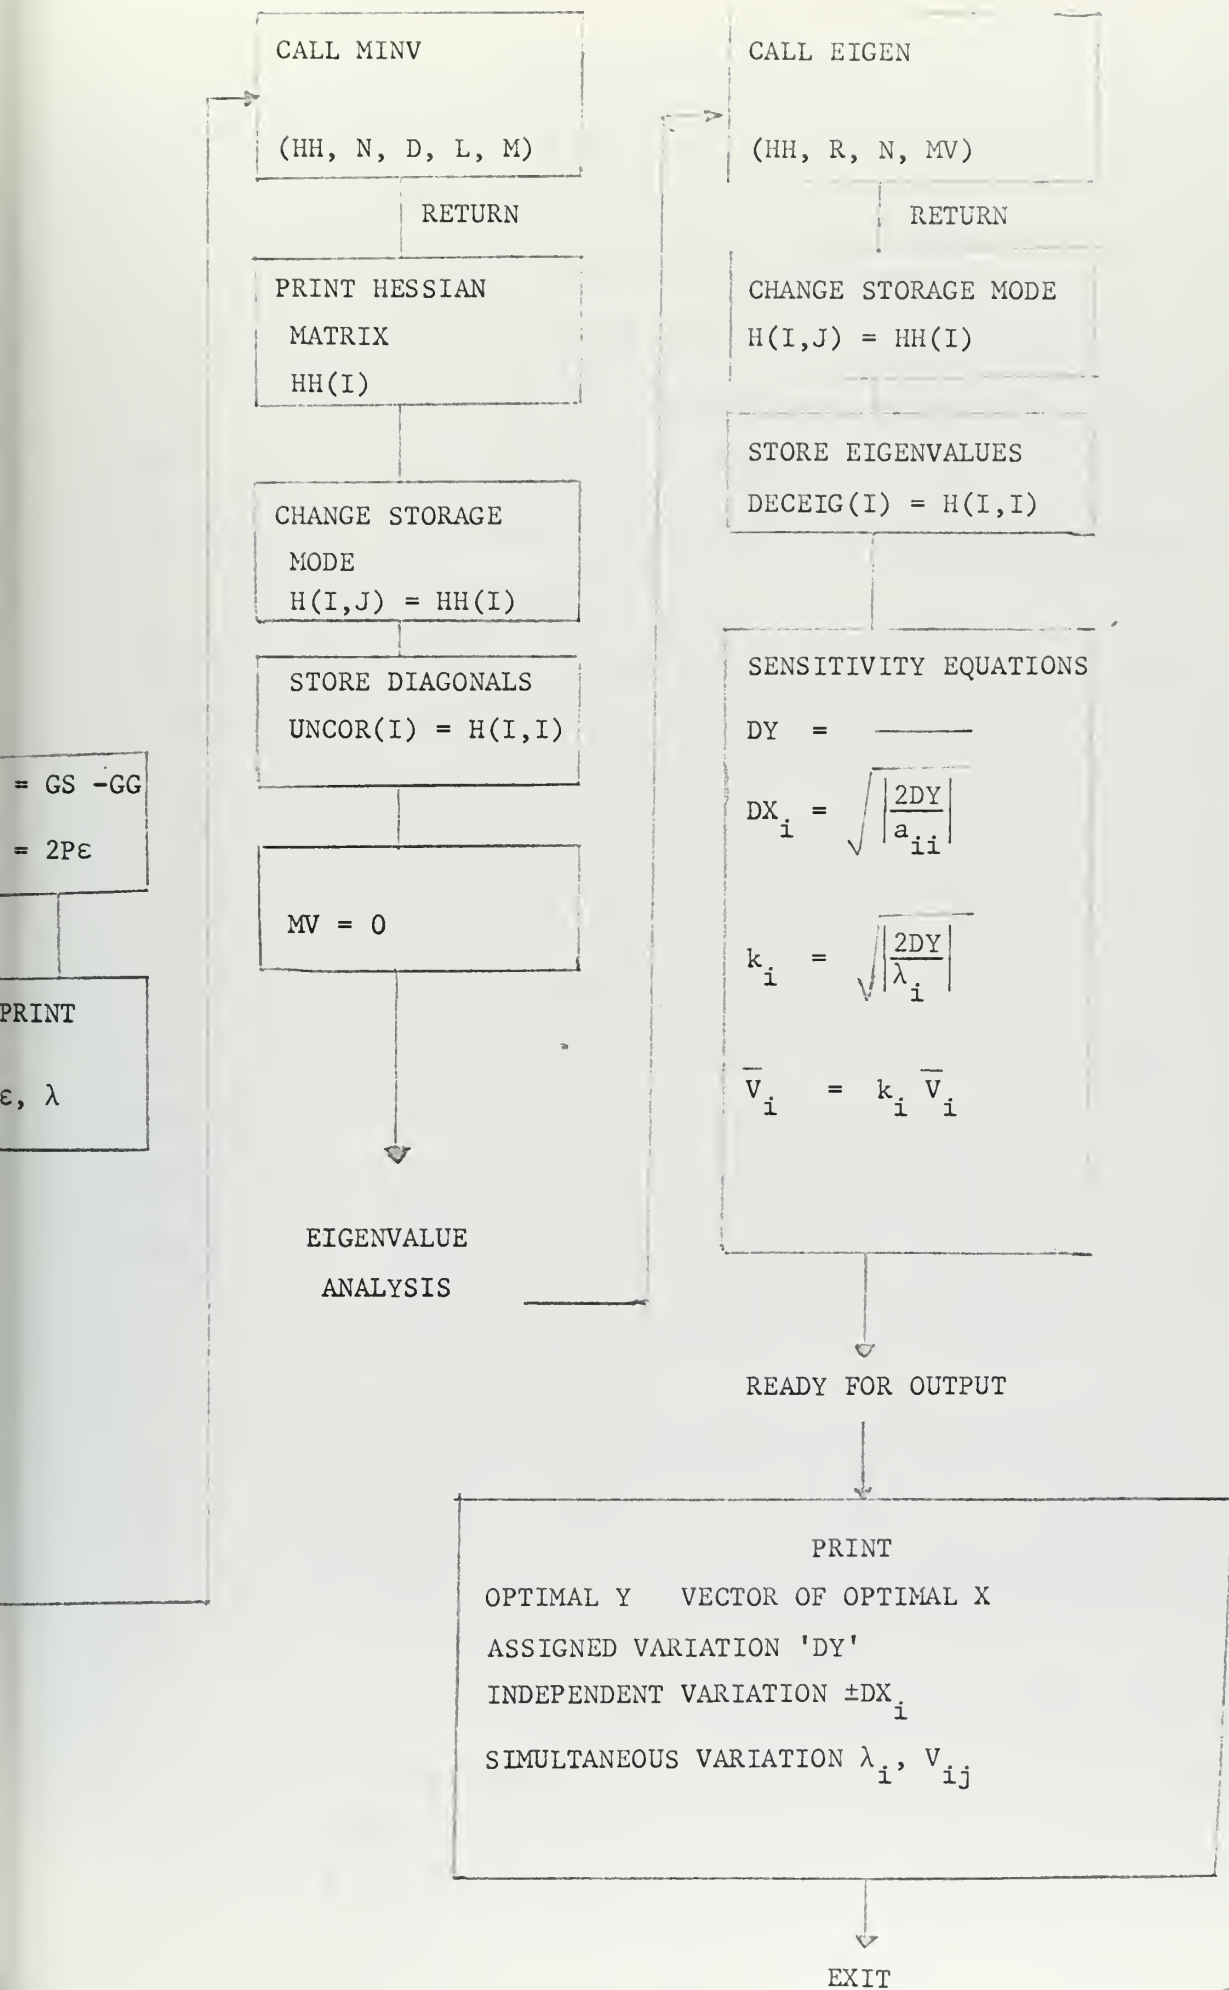 = GS -GG
= 2Pε
PRINT
ε, λ
CALL MINV
(HH, N, D, L, M)
RETURN
PRINT HESSIAN
MATRIX
HH(I)
CHANGE STORAGE
MODE
H(I,J) = HH(I)
STORE DIAGONALS
UNCOR(I) = H(I,I)
MV = 0
EIGENVALUE
ANALYSIS
CALL EIGEN
(HH, R, N, MV)
RETURN
CHANGE STORAGE MODE
H(I,J) = HH(I)
STORE EIGENVALUES
DECEIG(I) = H(I,I)
SENSITIVITY EQUATIONS
DY = ____
DX_i = √|2DY/a_ii|
k_i = √|2DY/λ_i|
V̅_i = k_i V̅_i
READY FOR OUTPUT
PRINT
OPTIMAL Y VECTOR OF OPTIMAL X
ASSIGNED VARIATION 'DY'
INDEPENDENT VARIATION ±DX_i
SIMULTANEOUS VARIATION λ_i, V_ij
EXIT